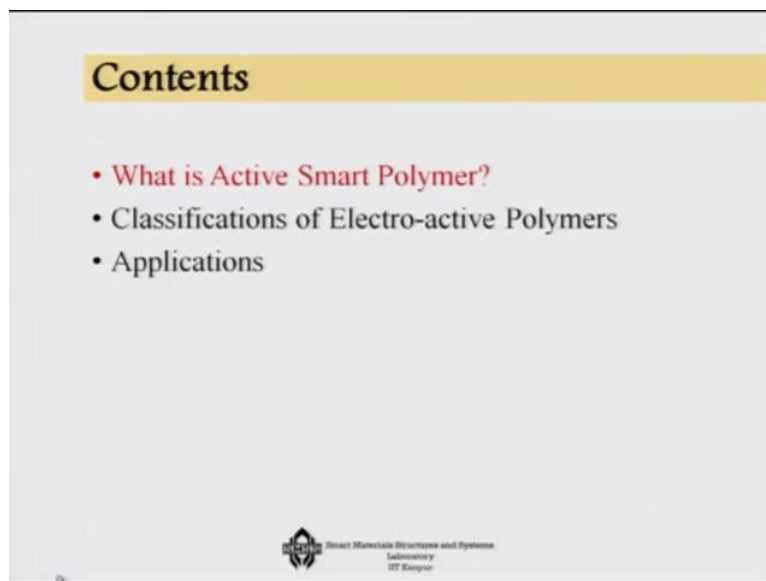 Contents
• What is Active Smart Polymer?
• Classifications of Electro-active Polymers
• Applications
Smart Materials Structures and Systems
Laboratory
IIT Kanpur